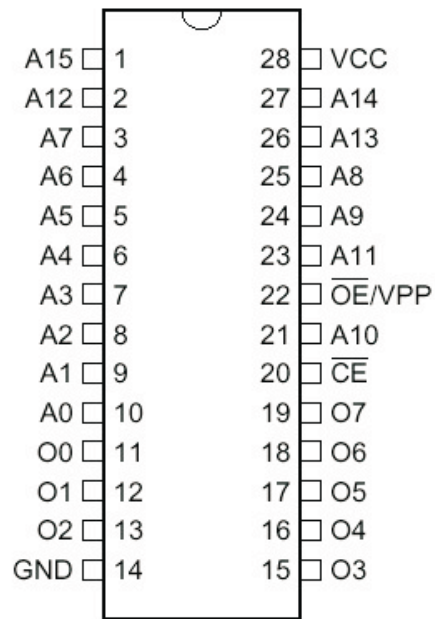 A15 1 28 VCC
A12 2 27 A14
A7 3 26 A13
A6 4 25 A8
A5 5 24 A9
A4 6 23 A11
A3 7 22 O̅E̅/VPP
A2 8 21 A10
A1 9 20 C̅E̅
A0 10 19 O7
O0 11 18 O6
O1 12 17 O5
O2 13 16 O4
GND 14 15 O3